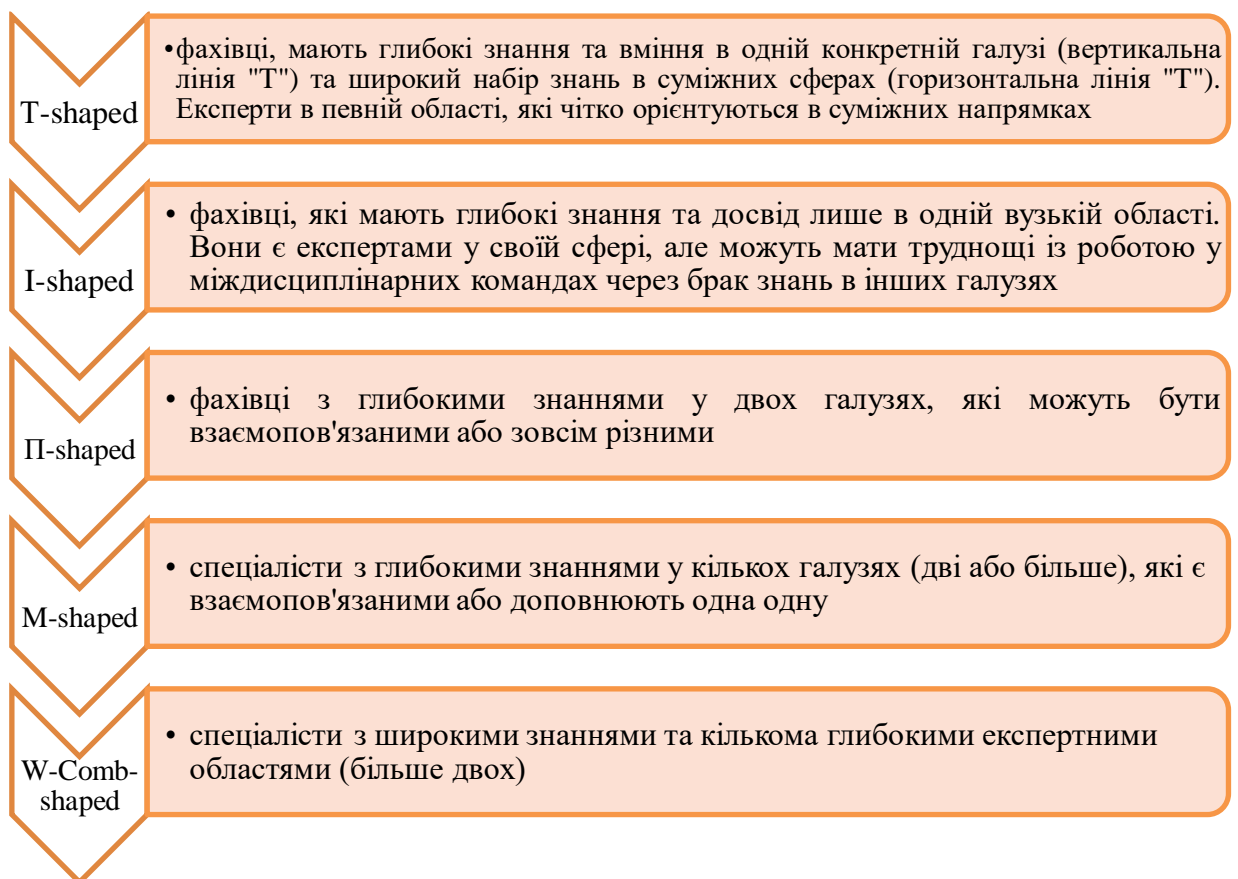 T-shaped
•фахівці, мають глибокі знання та вміння в одній конкретній галузі (вертикальна
лінія "Т") та широкий набір знань в суміжних сферах (горизонтальна лінія "Т").
Експерти в певній області, які чітко орієнтуються в суміжних напрямках
I-shaped
• фахівці, які мають глибокі знання та досвід лише в одній вузькій області.
Вони є експертами у своїй сфері, але можуть мати труднощі із роботою у
міждисциплінарних командах через брак знань в інших галузях
П-shaped
• фахівці з глибокими знаннями у двох галузях, які можуть бути
взаємопов'язаними або зовсім різними
M-shaped
• спеціалісти з глибокими знаннями у кількох галузях (дві або більше), які є
взаємопов'язаними або доповнюють одна одну
W-Comb-
shaped
• спеціалісти з широкими знаннями та кількома глибокими експертними
областями (більше двох)